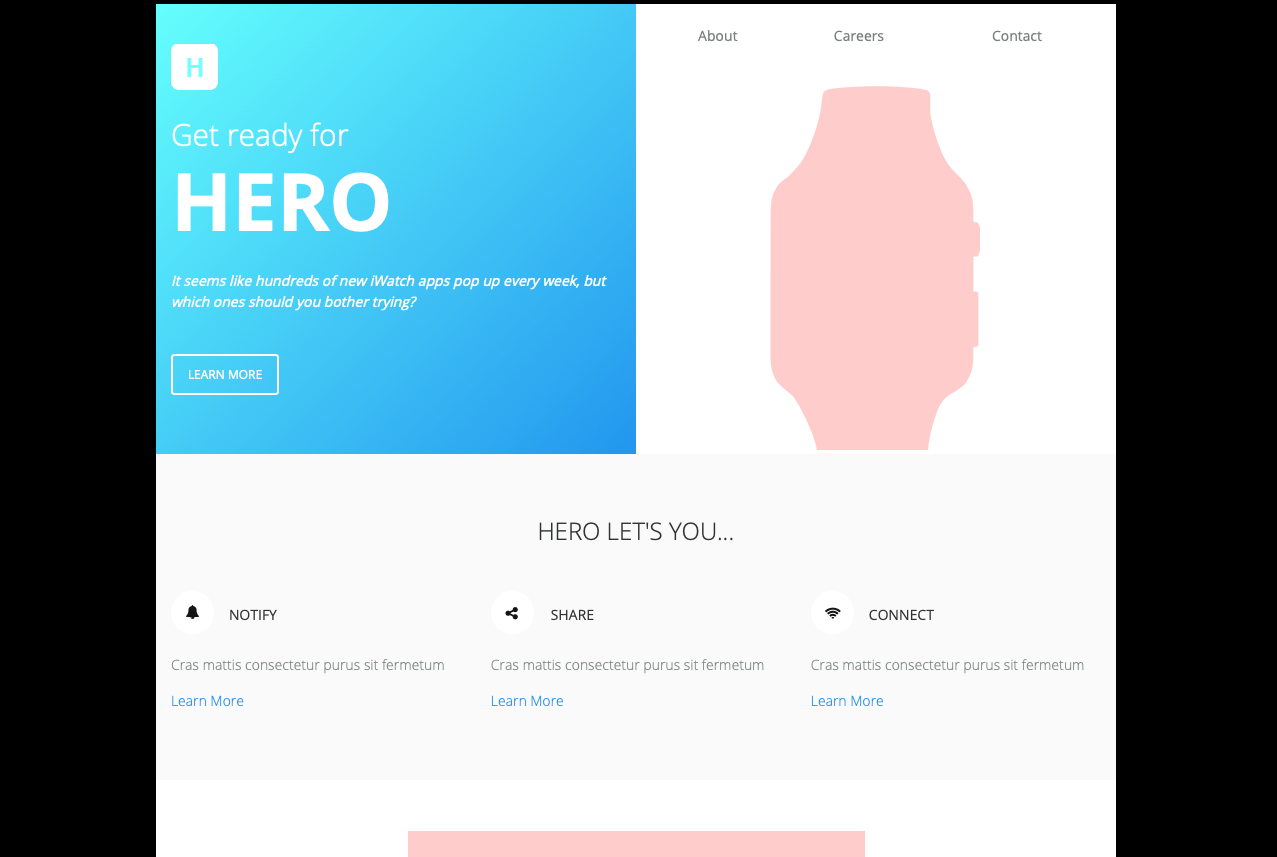 About Careers Contact
H
Get ready for
HERO
It seems like hundreds of new iWatch apps pop up every week, but
which ones should you bother trying?
LEARN MORE
HERO LET'S YOU...
NOTIFY
Cras mattis consectetur purus sit fermetum
Learn More
SHARE
Cras mattis consectetur purus sit fermetum
Learn More
CONNECT
Cras mattis consectetur purus sit fermetum
Learn More